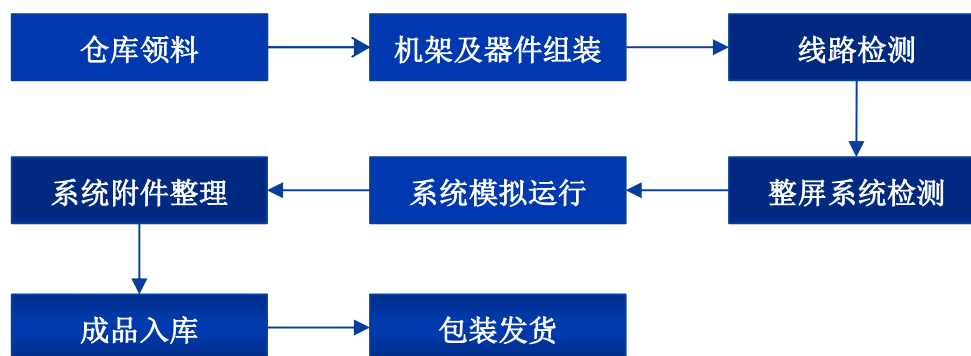 仓库领料
机架及器件组装
线路检测
整屏系统检测
系统模拟运行
系统附件整理
成品入库
包装发货